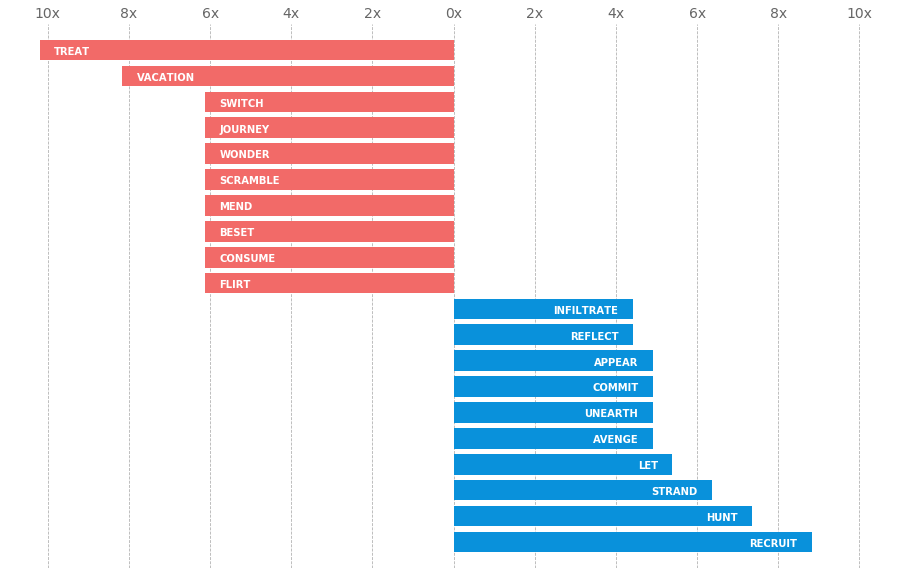 10x 8x 6x 4x 2x 0x 2x 4x 6x 8x 10x
TREAT
VACATION
SWITCH
JOURNEY
WONDER
SCRAMBLE
MEND
BESET
CONSUME
FLIRT
INFILTRATE
REFLECT
APPEAR
COMMIT
UNEARTH
AVENGE
LET
STRAND
HUNT
RECRUIT